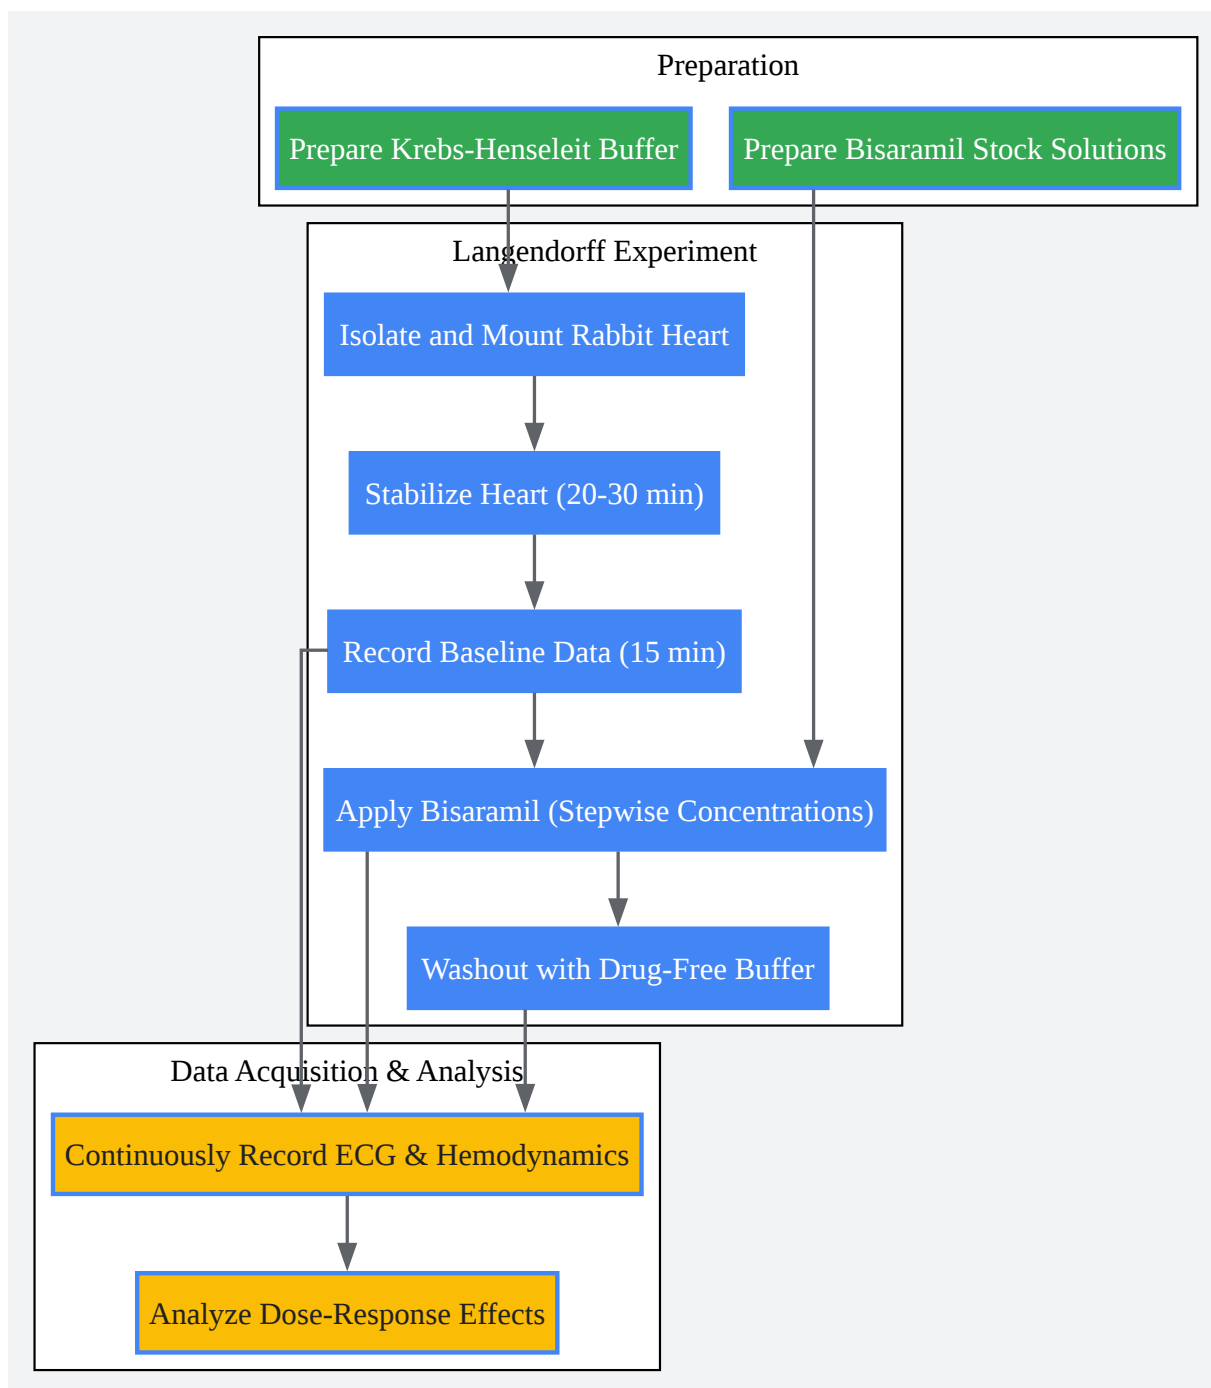 Preparation
Prepare Krebs-Henseleit Buffer
Prepare Bisaramil Stock Solutions
Langendorff Experiment
Isolate and Mount Rabbit Heart
Stabilize Heart (20-30 min)
Record Baseline Data (15 min)
Apply Bisaramil (Stepwise Concentrations)
Washout with Drug-Free Buffer
Data Acquisition & Analysis
Continuously Record ECG & Hemodynamics
Analyze Dose-Response Effects